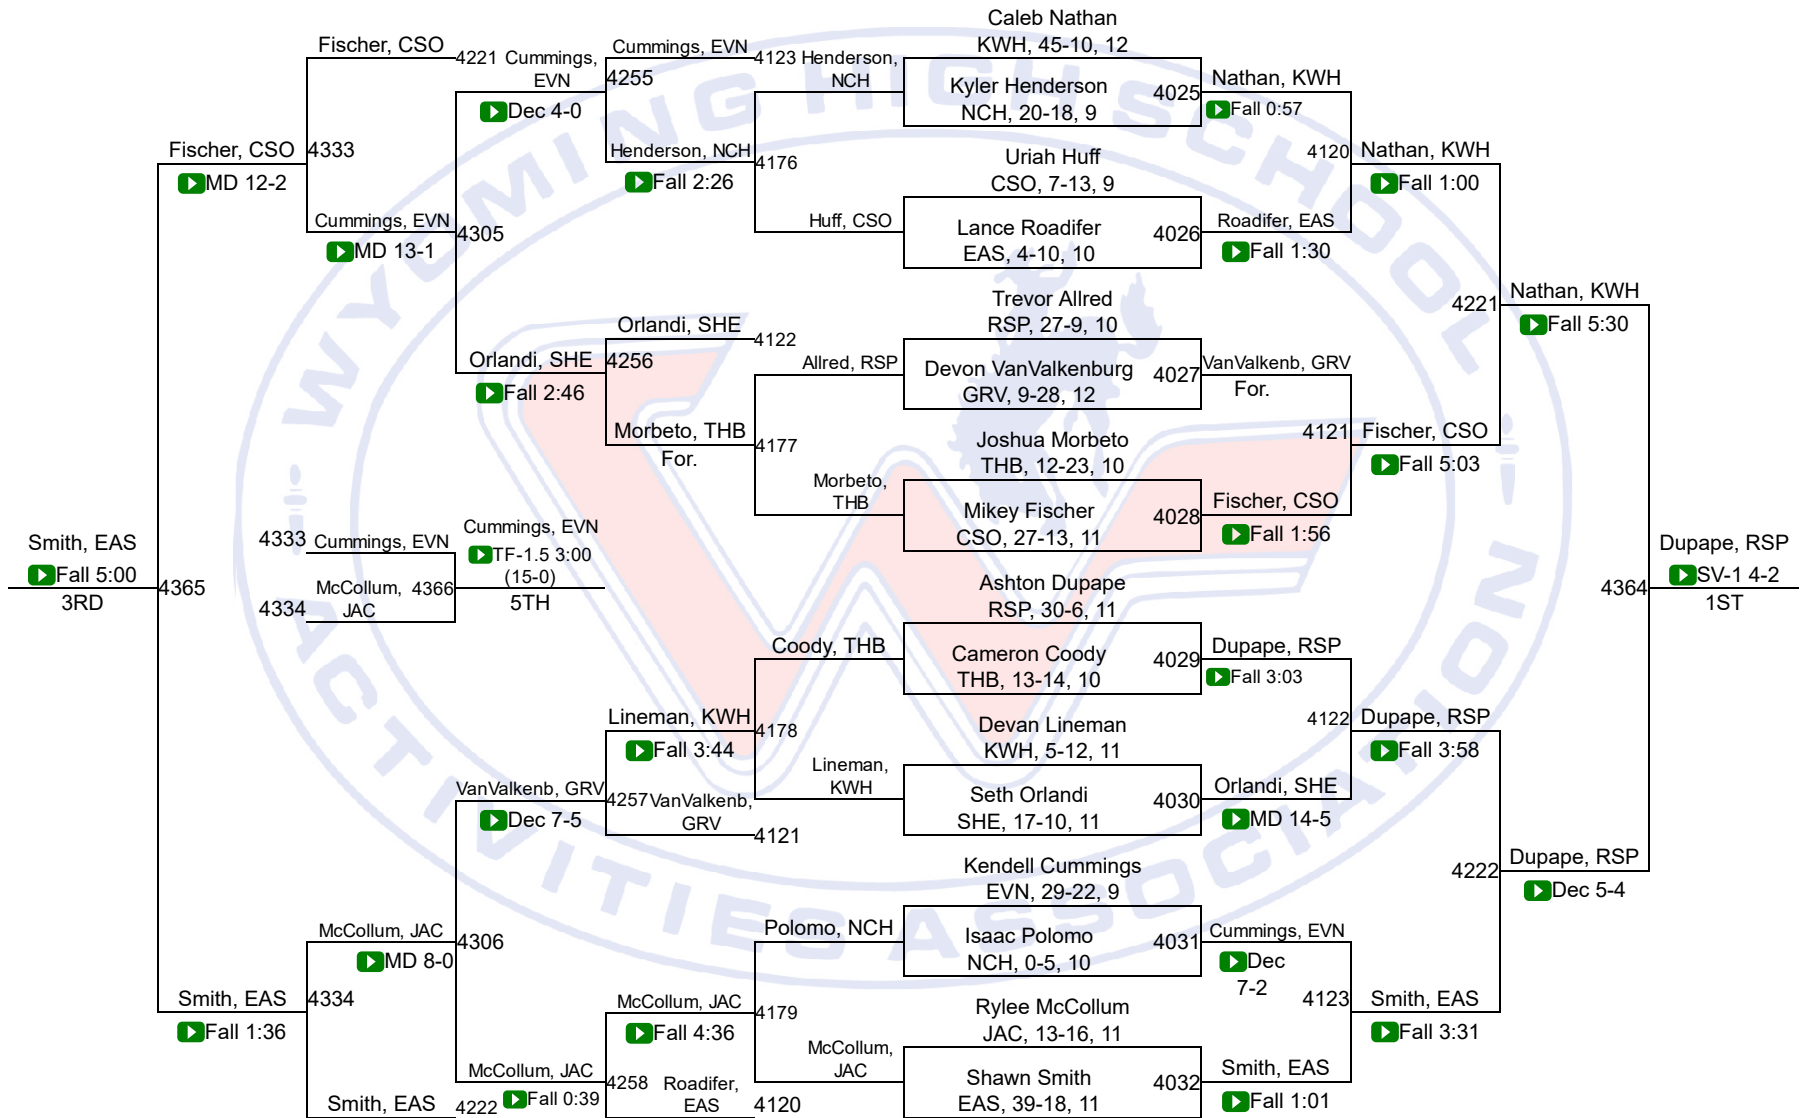 WYOMING HIGH SCHOOL
ACTIVITIES ASSOCIATION
Caleb Nathan
KWH, 45-10, 12
Kyler Henderson
NCH, 20-18, 9
4025
Uriah Huff
CSO, 7-13, 9
Lance Roadifer
EAS, 4-10, 10
4026
Trevor Allred
RSP, 27-9, 10
Devon VanValkenburg
GRV, 9-28, 12
4027
Joshua Morbeto
THB, 12-23, 10
Mikey Fischer
CSO, 27-13, 11
4028
Ashton Dupape
RSP, 30-6, 11
Cameron Coody
THB, 13-14, 10
4029
Devan Lineman
KWH, 5-12, 11
Seth Orlandi
SHE, 17-10, 11
4030
Kendell Cummings
EVN, 29-22, 9
Isaac Polomo
NCH, 0-5, 10
4031
Rylee McCollum
JAC, 13-16, 11
Shawn Smith
EAS, 39-18, 11
4032
Nathan, KWH
Fall 0:57
4120
Roadifer, EAS
Fall 1:30
VanValkenb, GRV
For.
4121
Fischer, CSO
Fall 1:56
Dupape, RSP
Fall 3:03
4122
Orlandi, SHE
MD 14-5
Cummings, EVN
Dec
7-2
4123
Smith, EAS
Fall 1:01
Nathan, KWH
Fall 1:00
4221
Fischer, CSO
Fall 5:03
Dupape, RSP
Fall 3:58
4222
Smith, EAS
Fall 3:31
Nathan, KWH
Fall 5:30
4364
Dupape, RSP
Dec 5-4
Dupape, RSP
SV-1 4-2
1ST
Henderson,
NCH
4176
Huff, CSO
Allred, RSP
4177
Morbeto,
THB
Coody, THB
4178
Lineman,
KWH
Polomo, NCH
4179
McCollum,
JAC
Cummings, EVN
4123
4255
Henderson, NCH
Fall 2:26
Orlandi, SHE
4122
4256
Morbeto, THB
For.
Lineman, KWH
Fall 3:44
4257
VanValkenb,
GRV
4121
McCollum, JAC
Fall 4:36
4258
Roadifer,
EAS
4120
Cummings,
EVN
Dec 4-0
4305
Orlandi, SHE
Fall 2:46
VanValkenb, GRV
Dec 7-5
4306
McCollum, JAC
Fall 0:39
Fischer, CSO
4221
4333
Cummings, EVN
MD 13-1
McCollum, JAC
MD 8-0
4334
Smith, EAS
4222
Fischer, CSO
MD 12-2
4365
Smith, EAS
Fall 1:36
Smith, EAS
Fall 5:00
3RD
4333
Cummings, EVN
4334
McCollum,
JAC
4366
Cummings, EVN
TF-1.5 3:00
(15-0)
5TH